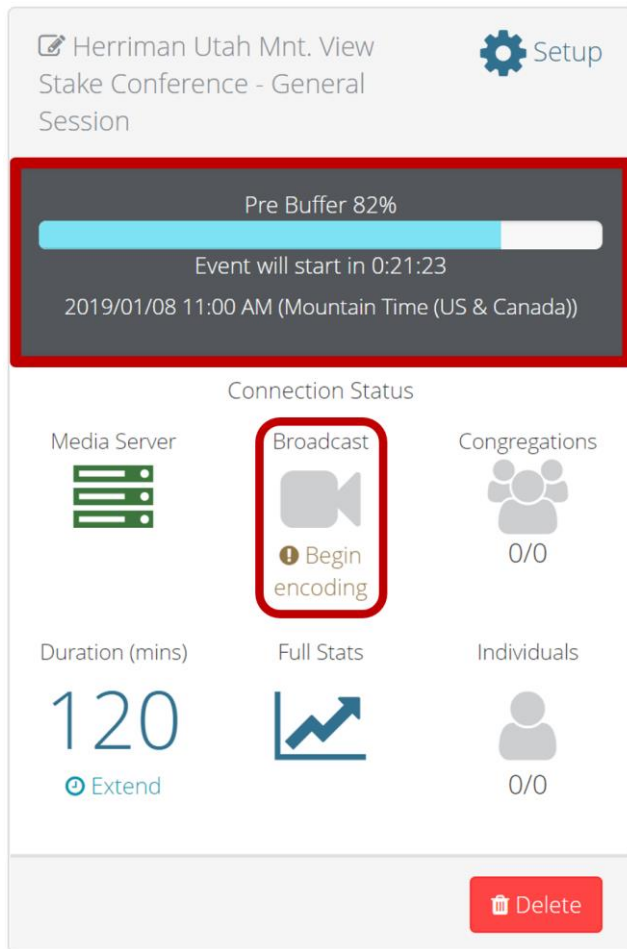 Herriman Utah Mnt. View
Stake Conference - General
Session
Setup
Pre Buffer 82%
Event will start in 0:21:23
2019/01/08 11:00 AM (Mountain Time (US & Canada))
Connection Status
Media Server
Broadcast
Begin
encoding
Congregations
0/0
Duration (mins)
120
Extend
Full Stats
Individuals
0/0
Delete